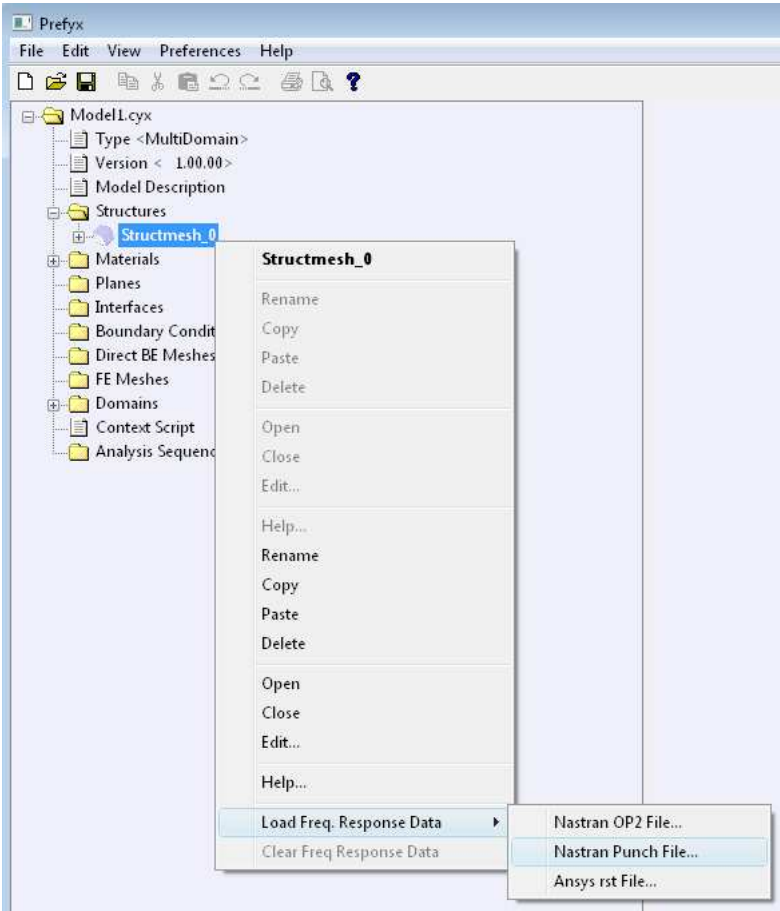 Prefyx
File Edit View Preferences Help
Model1.cyx
Type <MultiDomain>
Version < 1.00.00>
Model Description
Structures
Structmesh_0
Materials
Planes
Interfaces
Boundary Condit
Direct BE Meshes
FE Meshes
Domains
Context Script
Analysis Sequenc
Structmesh_0
Rename
Copy
Paste
Delete
Open
Close
Edit...
Help...
Rename
Copy
Paste
Delete
Open
Close
Edit...
Help...
Load Freq. Response Data
Clear Freq Response Data
Nastran OP2 File...
Nastran Punch File...
Ansys rst File...